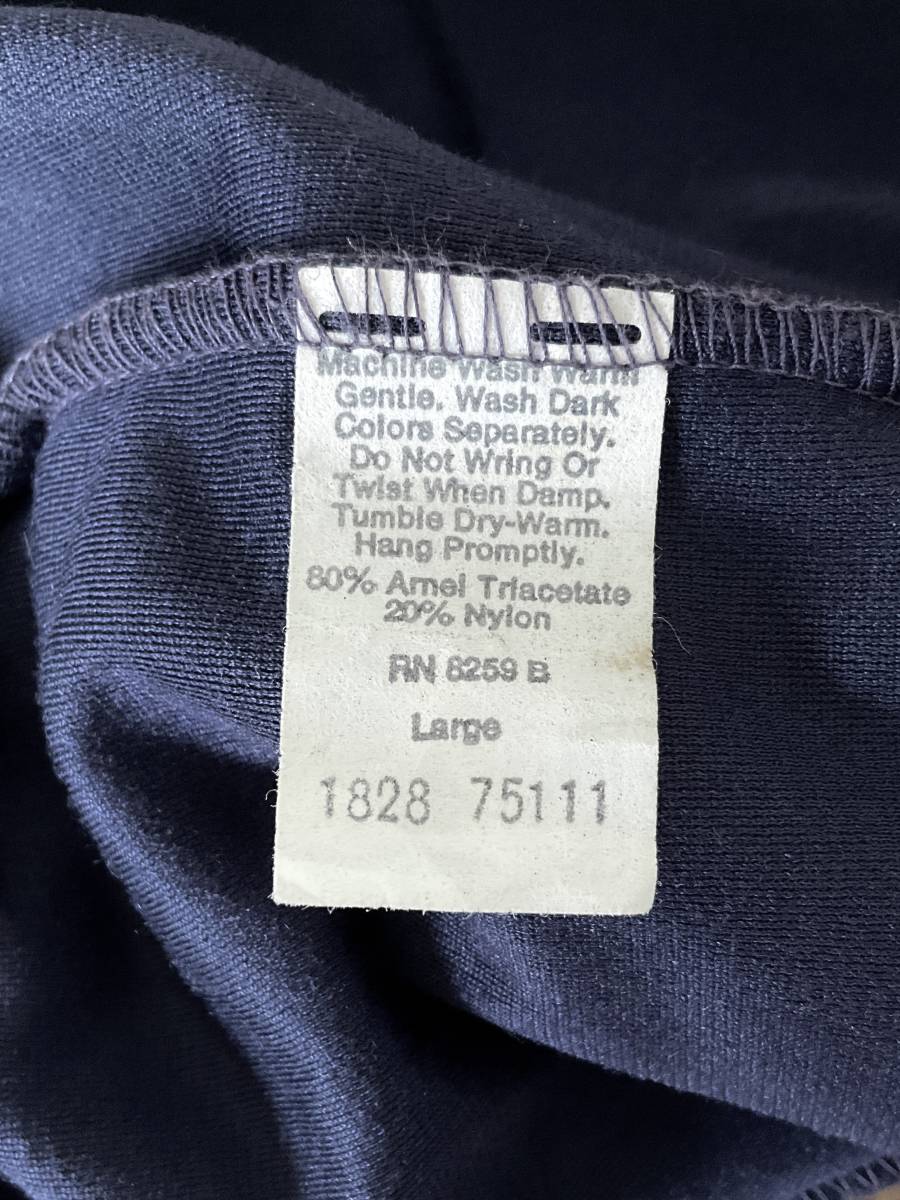 Machine Wash Warm
Gentle. Wash Dark
Colors Separately.
Do Not Wring Or
Twist When Damp.
Tumble Dry-Warm.
Hang Promptly.
80% Arnel Triacetate
20% Nylon
RN 8259 B
Large
1828 75111